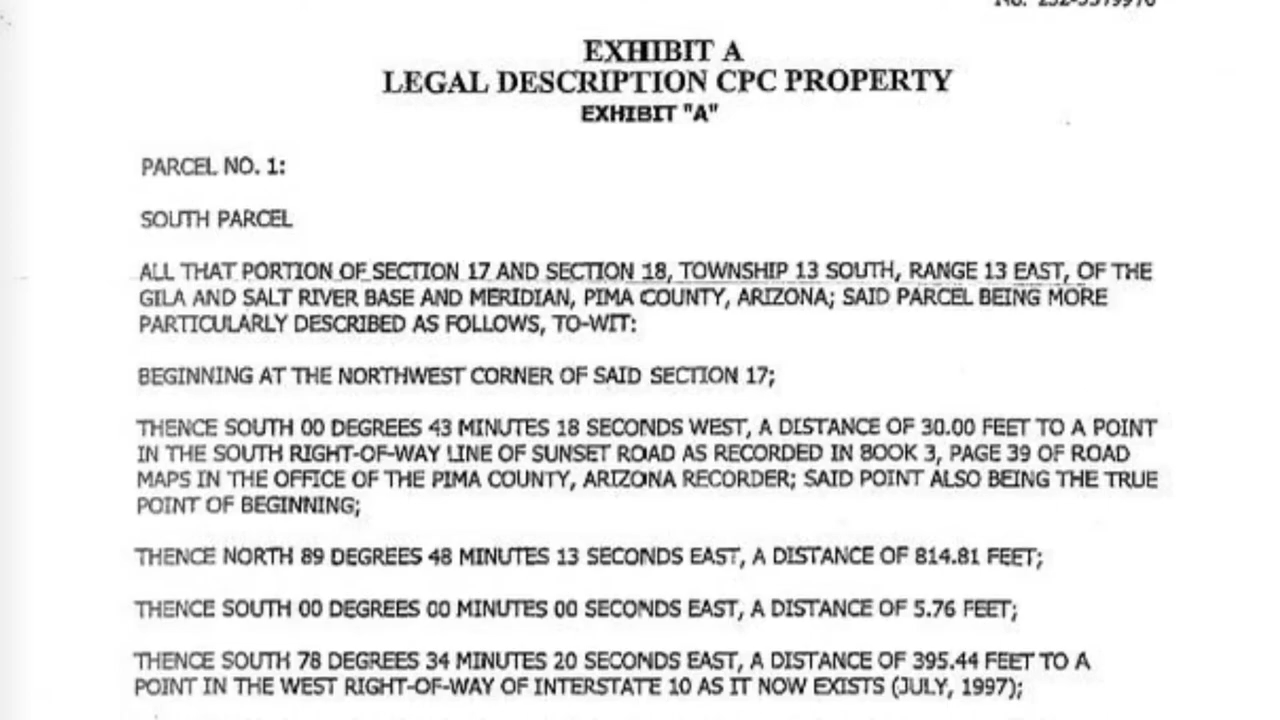 EXHIBIT A
LEGAL DESCRIPTION CPC PROPERTY
EXHIBIT "A"
PARCEL NO. 1:
SOUTH PARCEL
ALL THAT PORTION OF SECTION 17 AND SECTION 18, TOWNSHIP 13 SOUTH, RANGE 13 EAST, OF THE
GILA AND SALT RIVER BASE AND MERIDIAN, PIMA COUNTY, ARIZONA; SAID PARCEL BEING MORE
PARTICULARLY DESCRIBED AS FOLLOWS, TO-WIT:
BEGINNING AT THE NORTHWEST CORNER OF SAID SECTION 17;
THENCE SOUTH 00 DEGREES 43 MINUTES 18 SECONDS WEST, A DISTANCE OF 30.00 FEET TO A POINT
IN THE SOUTH RIGHT-OF-WAY LINE OF SUNSET ROAD AS RECORDED IN BOOK 3, PAGE 39 OF ROAD
MAPS IN THE OFFICE OF THE PIMA COUNTY, ARIZONA RECORDER; SAID POINT ALSO BEING THE TRUE
POINT OF BEGINNING;
THENCE NORTH 89 DEGREES 48 MINUTES 13 SECONDS EAST, A DISTANCE OF 814.81 FEET;
THENCE SOUTH 00 DEGREES 00 MINUTES 00 SECONDS EAST, A DISTANCE OF 5.76 FEET;
THENCE SOUTH 78 DEGREES 34 MINUTES 20 SECONDS EAST, A DISTANCE OF 395.44 FEET TO A
POINT IN THE WEST RIGHT-OF-WAY OF INTERSTATE 10 AS IT NOW EXISTS (JULY, 1997);